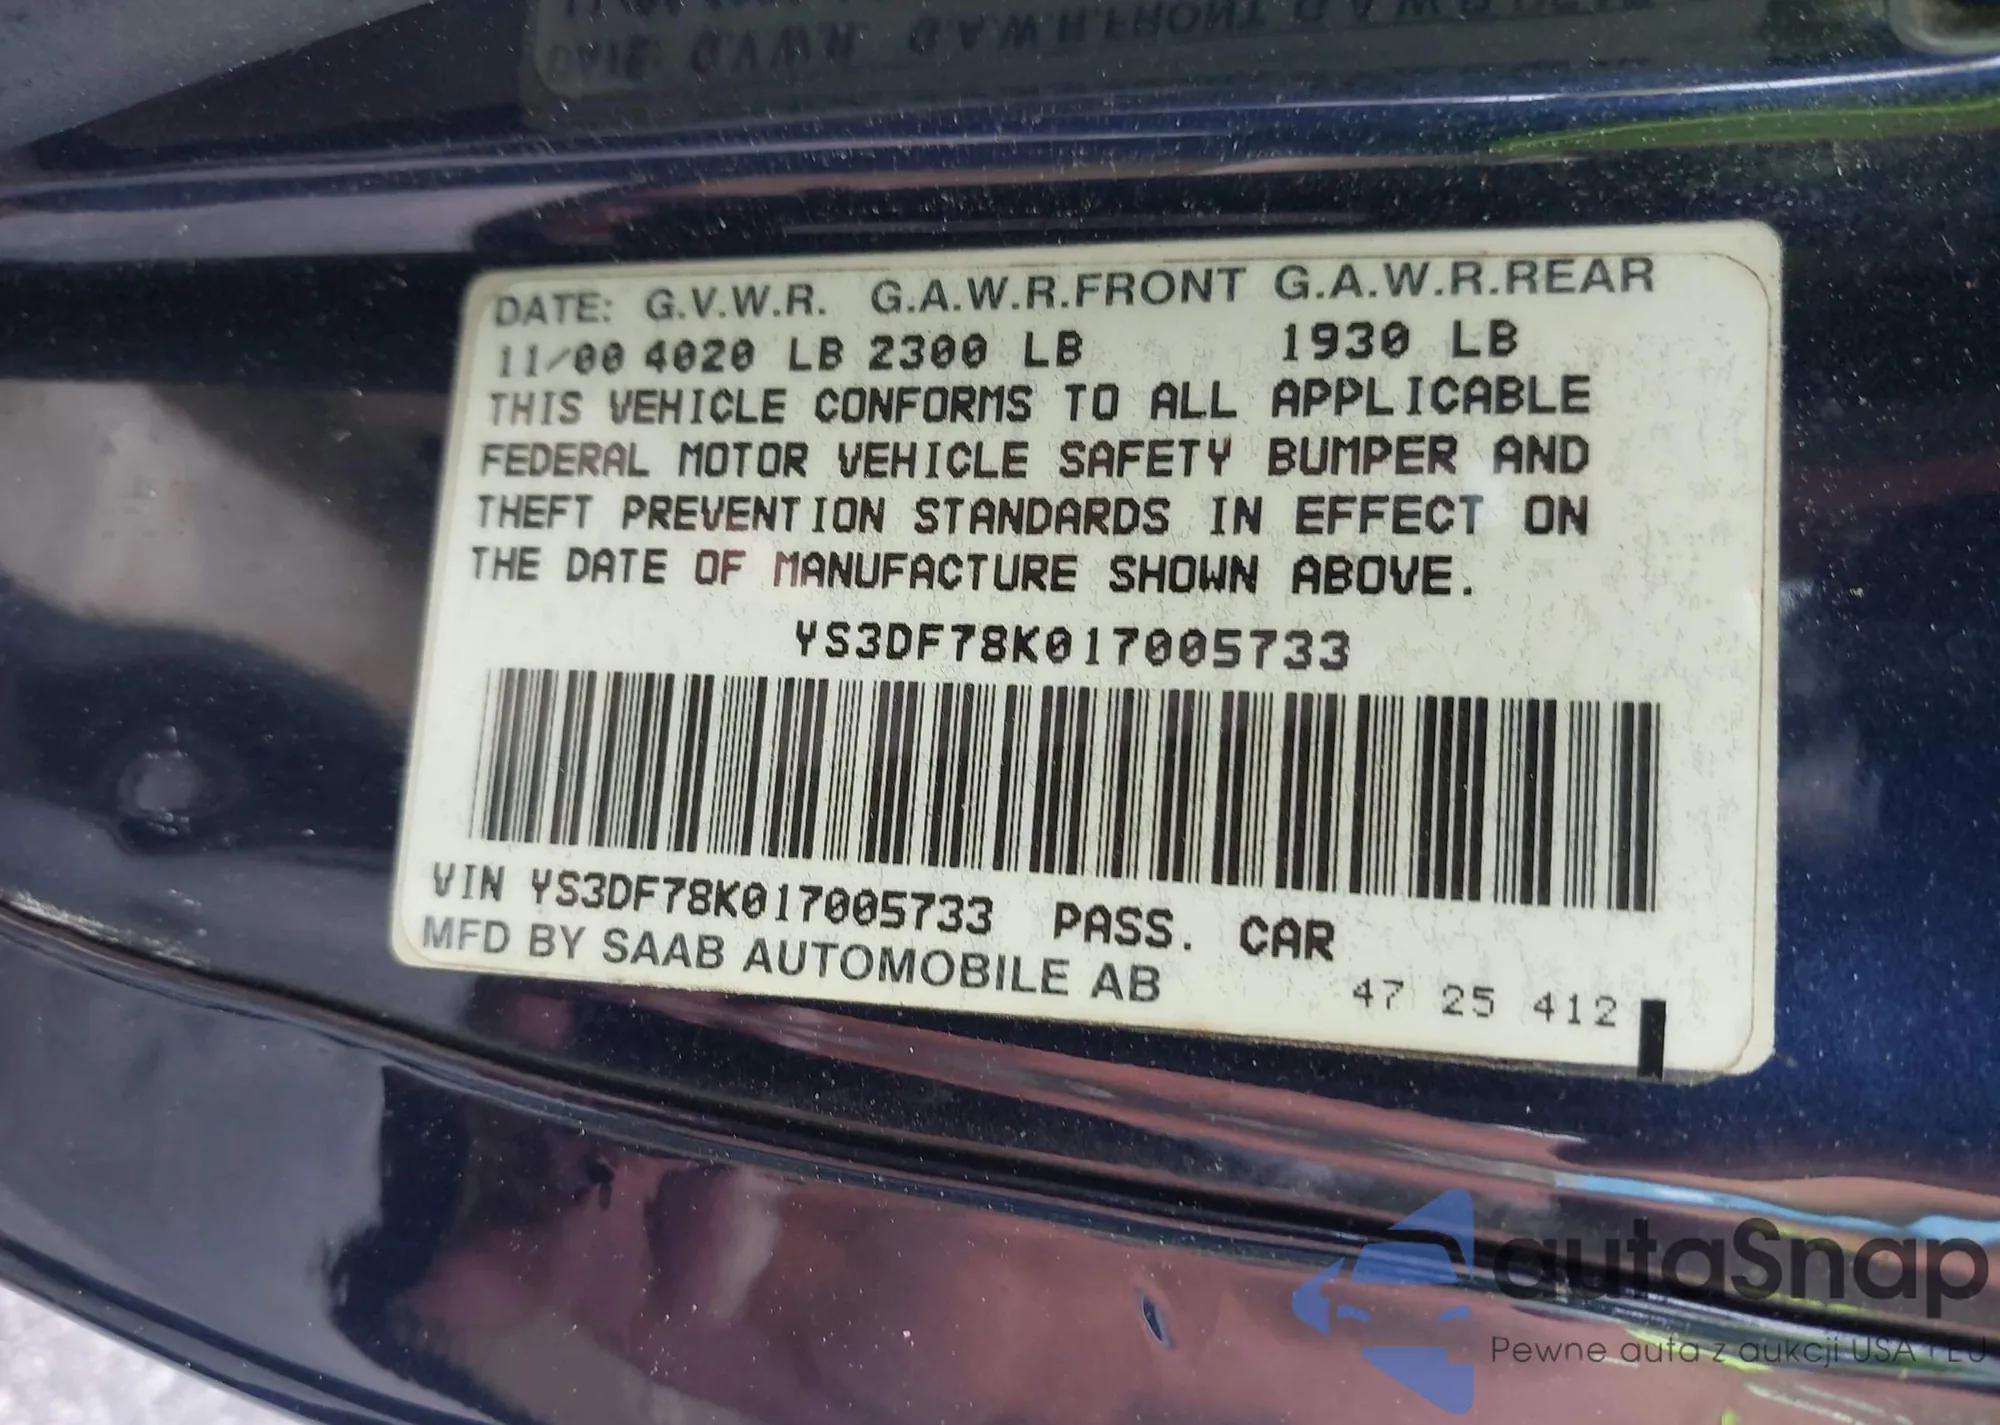 DATE: G.V.W.R. G.A.W.R.FRONT G.A.W.R.REAR
11/00 4020 LB 2300 LB 1930 LB
THIS VEHICLE CONFORMS TO ALL APPLICABLE
FEDERAL MOTOR VEHICLE SAFETY BUMPER AND
THEFT PREVENTION STANDARDS IN EFFECT ON
THE DATE OF MANUFACTURE SHOWN ABOVE.
YS3DF78K017005733
VIN YS3DF78K017005733 PASS. CAR
MFD BY SAAB AUTOMOBILE AB
47 25 412
autaSnap
Pewne auta z aukcji USA i EU